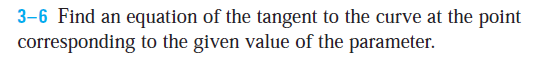 3–6 Find an equation of the tangent to the curve at the point
corresponding to the given value of the parameter.